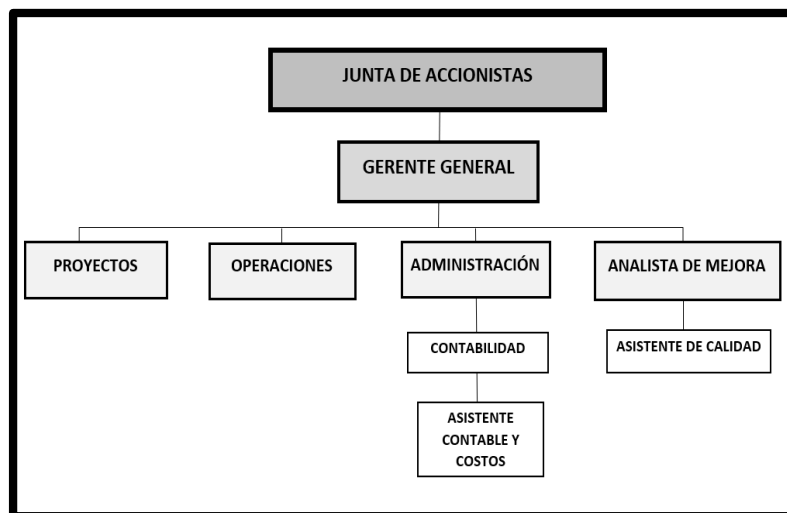 JUNTA DE ACCIONISTAS
GERENTE GENERAL
PROYECTOS
OPERACIONES
ADMINISTRACIÓN
ANALISTA DE MEJORA
CONTABILIDAD
ASISTENTE DE CALIDAD
ASISTENTE
CONTABLE Y
COSTOS